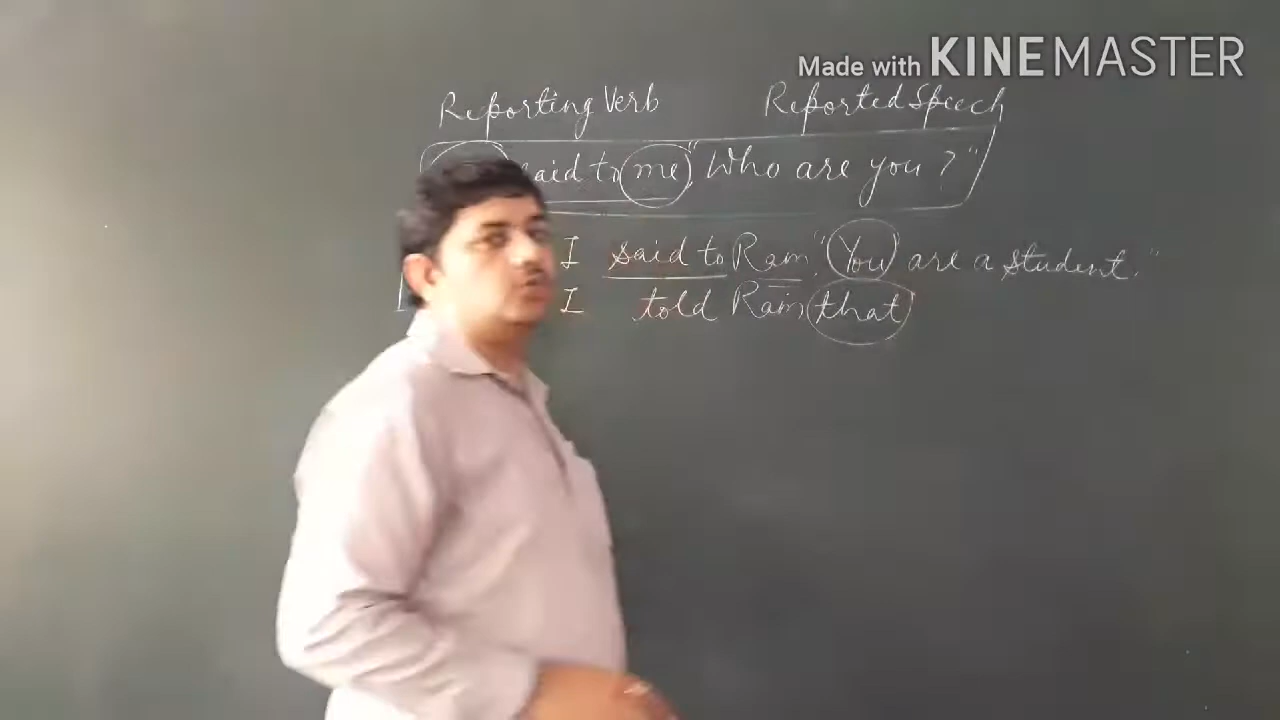 Made with KINEMASTER
Reporting Verb Reported Speech
said to me, "Who are you?"
I said to Ram, "You are a student."
I told Ram, that